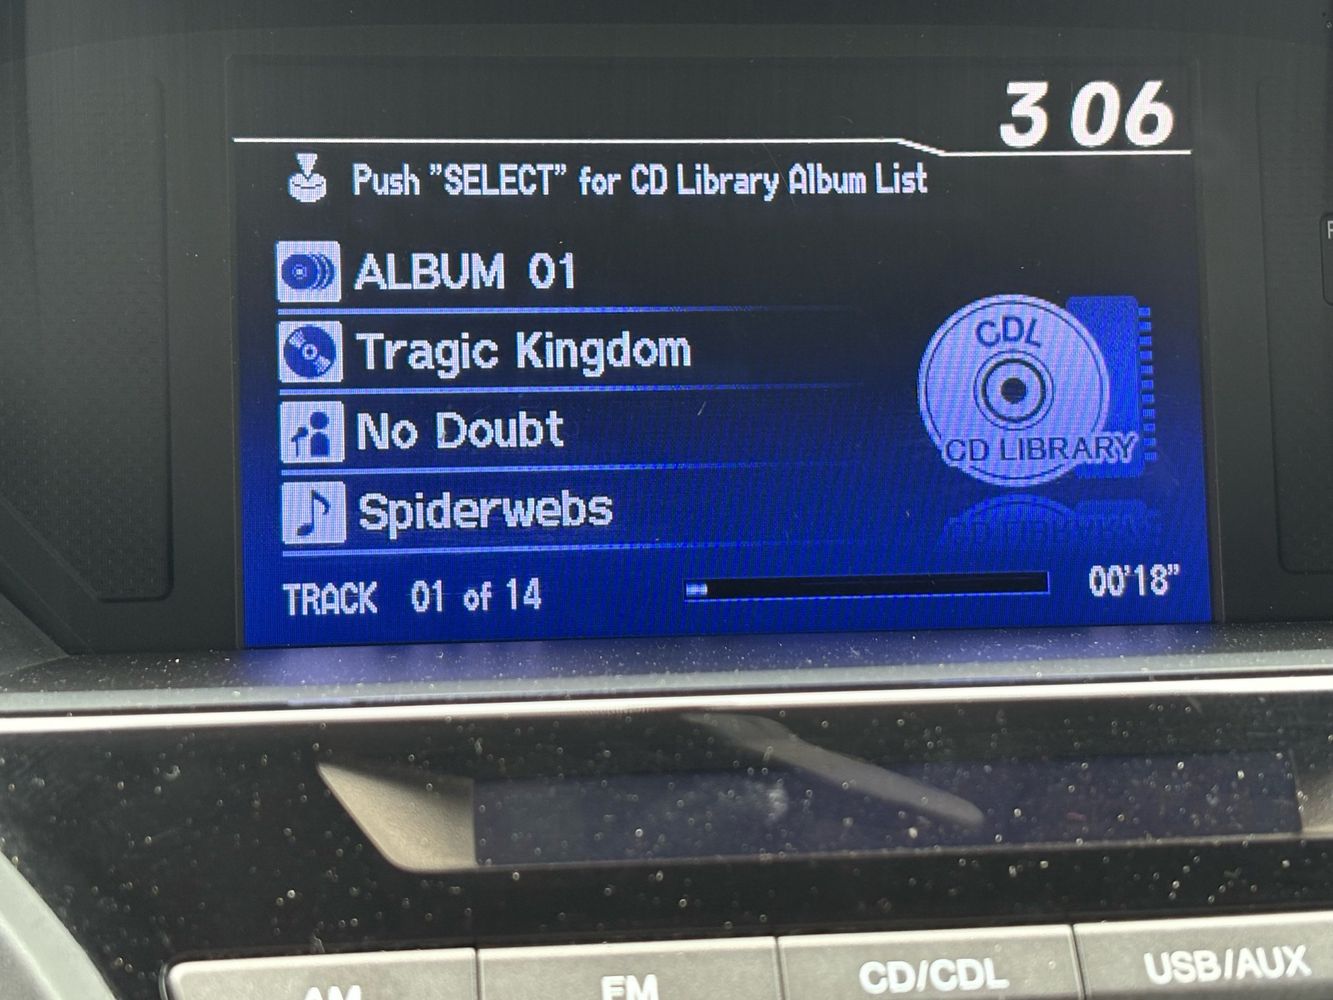 3 06
Push "SELECT" for CD Library Album List
ALBUM 01
Tragic Kingdom
No Doubt
Spiderwebs
CDL
CD LIBRARY
TRACK 01 of 14
00'18"
AM
FM
CD/CDL
USB/AUX